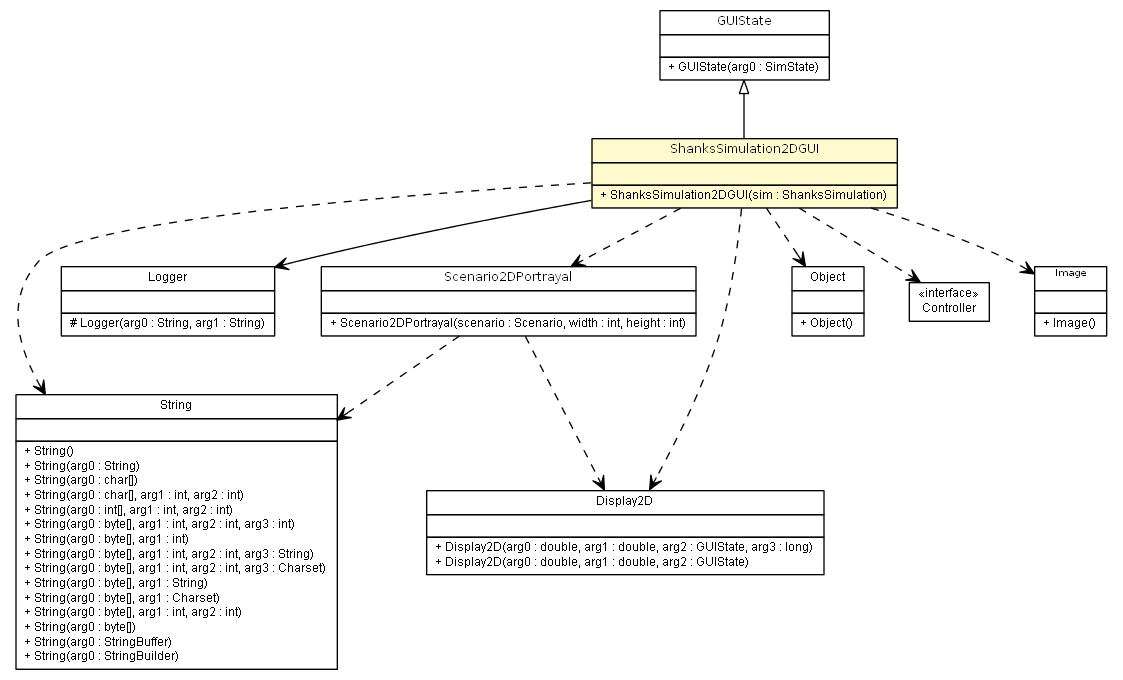 GUIState
+ GUIState(arg0 : SimState)
ShanksSimulation2DGUI
+ ShanksSimulation2DGUI(sim : ShanksSimulation)
Logger
# Logger(arg0 : String, arg1 : String)
Scenario2DPortrayal
+ Scenario2DPortrayal(scenario : Scenario, width : int, height : int)
Object
+ Object()
«interface»
Controller
Image
+ Image()
String
+ String()
+ String(arg0 : String)
+ String(arg0 : char[])
+ String(arg0 : char[], arg1 : int, arg2 : int)
+ String(arg0 : int[], arg1 : int, arg2 : int)
+ String(arg0 : byte[], arg1 : int, arg2 : int, arg3 : int)
+ String(arg0 : byte[], arg1 : int)
+ String(arg0 : byte[], arg1 : int, arg2 : int, arg3 : String)
+ String(arg0 : byte[], arg1 : int, arg2 : int, arg3 : Charset)
+ String(arg0 : byte[], arg1 : String)
+ String(arg0 : byte[], arg1 : Charset)
+ String(arg0 : byte[], arg1 : int, arg2 : int)
+ String(arg0 : byte[])
+ String(arg0 : StringBuffer)
+ String(arg0 : StringBuilder)
Display2D
+ Display2D(arg0 : double, arg1 : double, arg2 : GUIState, arg3 : long)
+ Display2D(arg0 : double, arg1 : double, arg2 : GUIState)